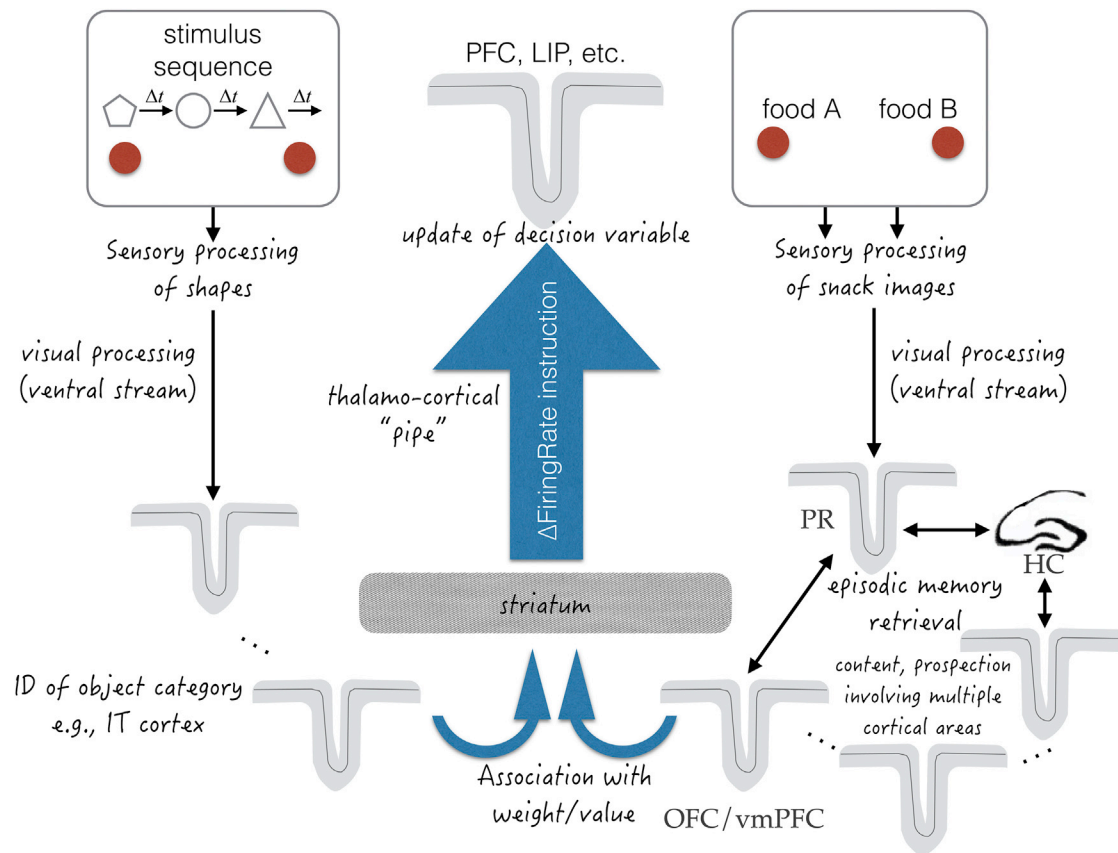 stimulus
sequence
Δt
Δt
Δt
Sensory processing
of shapes
visual processing
(ventral stream)
ID of object category
e.g., IT cortex
PFC, LIP, etc.
update of decision variable
ΔFiringRate instruction
thalamo-cortical
“pipe”
striatum
Association with
weight/value
food A
food B
Sensory processing
of snack images
visual processing
(ventral stream)
PR
HC
episodic memory
retrieval
content, prospection
involving multiple
cortical areas
OFC/vmPFC